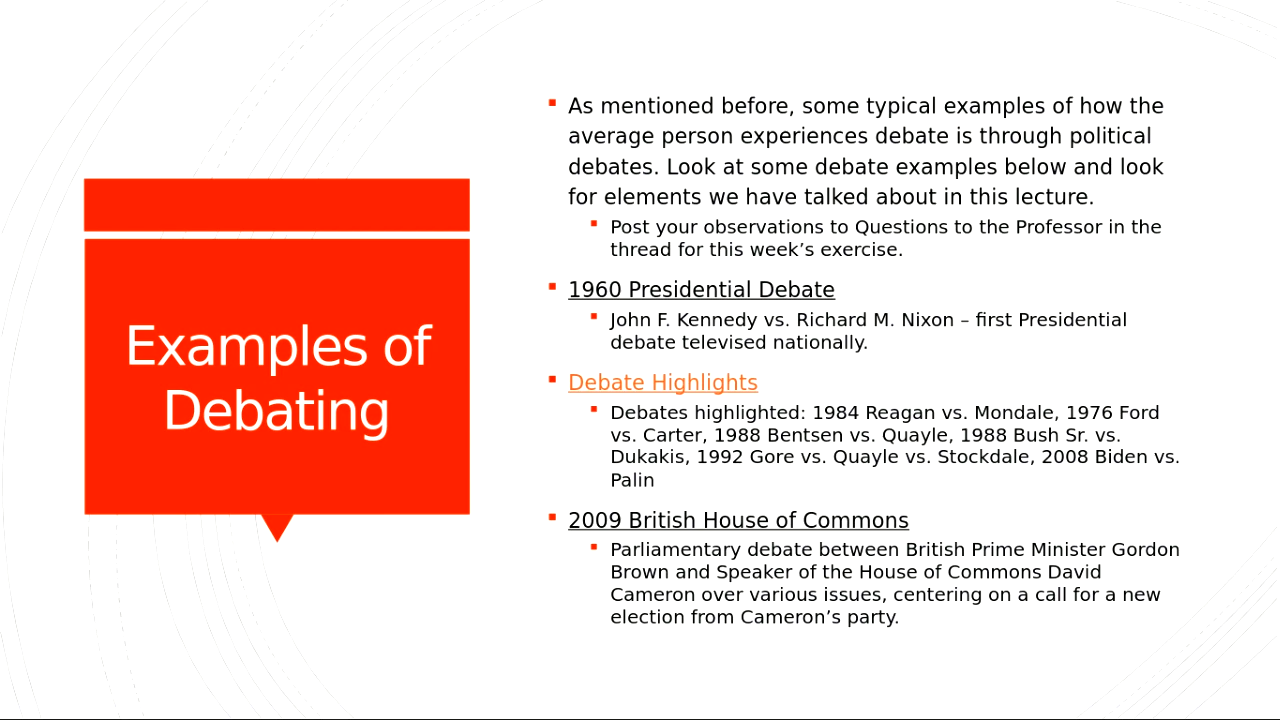 Examples of
Debating
As mentioned before, some typical examples of how the
average person experiences debate is through political
debates. Look at some debate examples below and look
for elements we have talked about in this lecture.
Post your observations to Questions to the Professor in the
thread for this week’s exercise.
1960 Presidential Debate
John F. Kennedy vs. Richard M. Nixon – first Presidential
debate televised nationally.
Debate Highlights
Debates highlighted: 1984 Reagan vs. Mondale, 1976 Ford
vs. Carter, 1988 Bentsen vs. Quayle, 1988 Bush Sr. vs.
Dukakis, 1992 Gore vs. Quayle vs. Stockdale, 2008 Biden vs.
Palin
2009 British House of Commons
Parliamentary debate between British Prime Minister Gordon
Brown and Speaker of the House of Commons David
Cameron over various issues, centering on a call for a new
election from Cameron’s party.